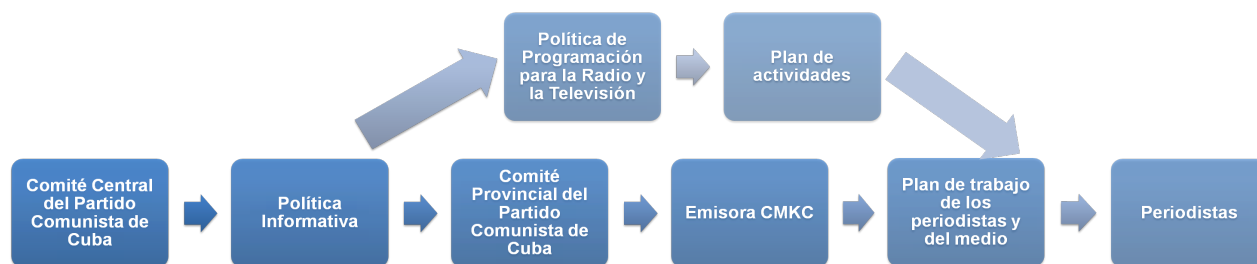 Política de
Programación
para la Radio y
la Televisión
Plan de
actividades
Comité Central
del Partido
Comunista de
Cuba
Política
Informativa
Comité
Provincial del
Partido
Comunista de
Cuba
Emisora CMKC
Plan de trabajo
de los
periodistas y
del medio
Periodistas